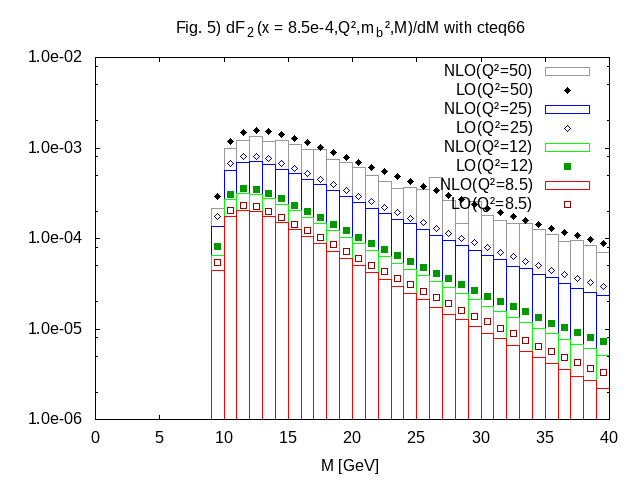 Fig. 5) dF₂(x = 8.5e-4,Q²,m_b²,M)/dM with cteq66
1.0e-02
NLO(Q²=50)
LO(Q²=50)
NLO(Q²=25)
LO(Q²=25)
NLO(Q²=12)
LO(Q²=12)
NLO(Q²=8.5)
LO(Q²=8.5)
1.0e-03
1.0e-04
1.0e-05
1.0e-06
0 5 10 15 20 25 30 35 40
M [GeV]